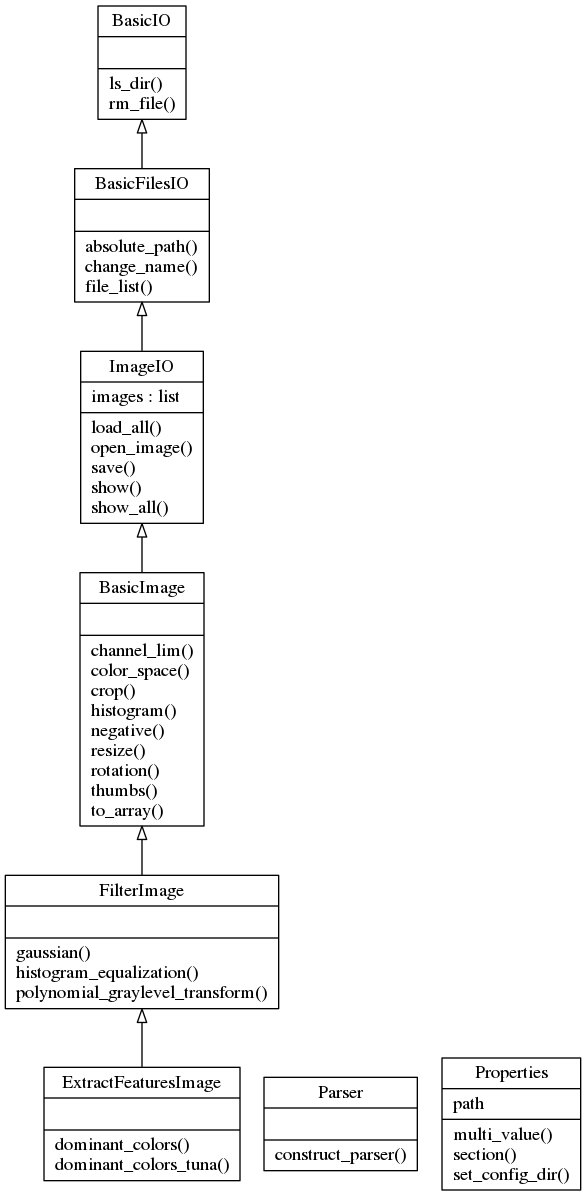 BasicIO
ls_dir()
rm_file()
BasicFilesIO
absolute_path()
change_name()
file_list()
ImageIO
images : list
load_all()
open_image()
save()
show()
show_all()
BasicImage
channel_lim()
color_space()
crop()
histogram()
negative()
resize()
rotation()
thumbs()
to_array()
FilterImage
gaussian()
histogram_equalization()
polynomial_graylevel_transform()
ExtractFeaturesImage
dominant_colors()
dominant_colors_tuna()
Parser
construct_parser()
Properties
path
multi_value()
section()
set_config_dir()